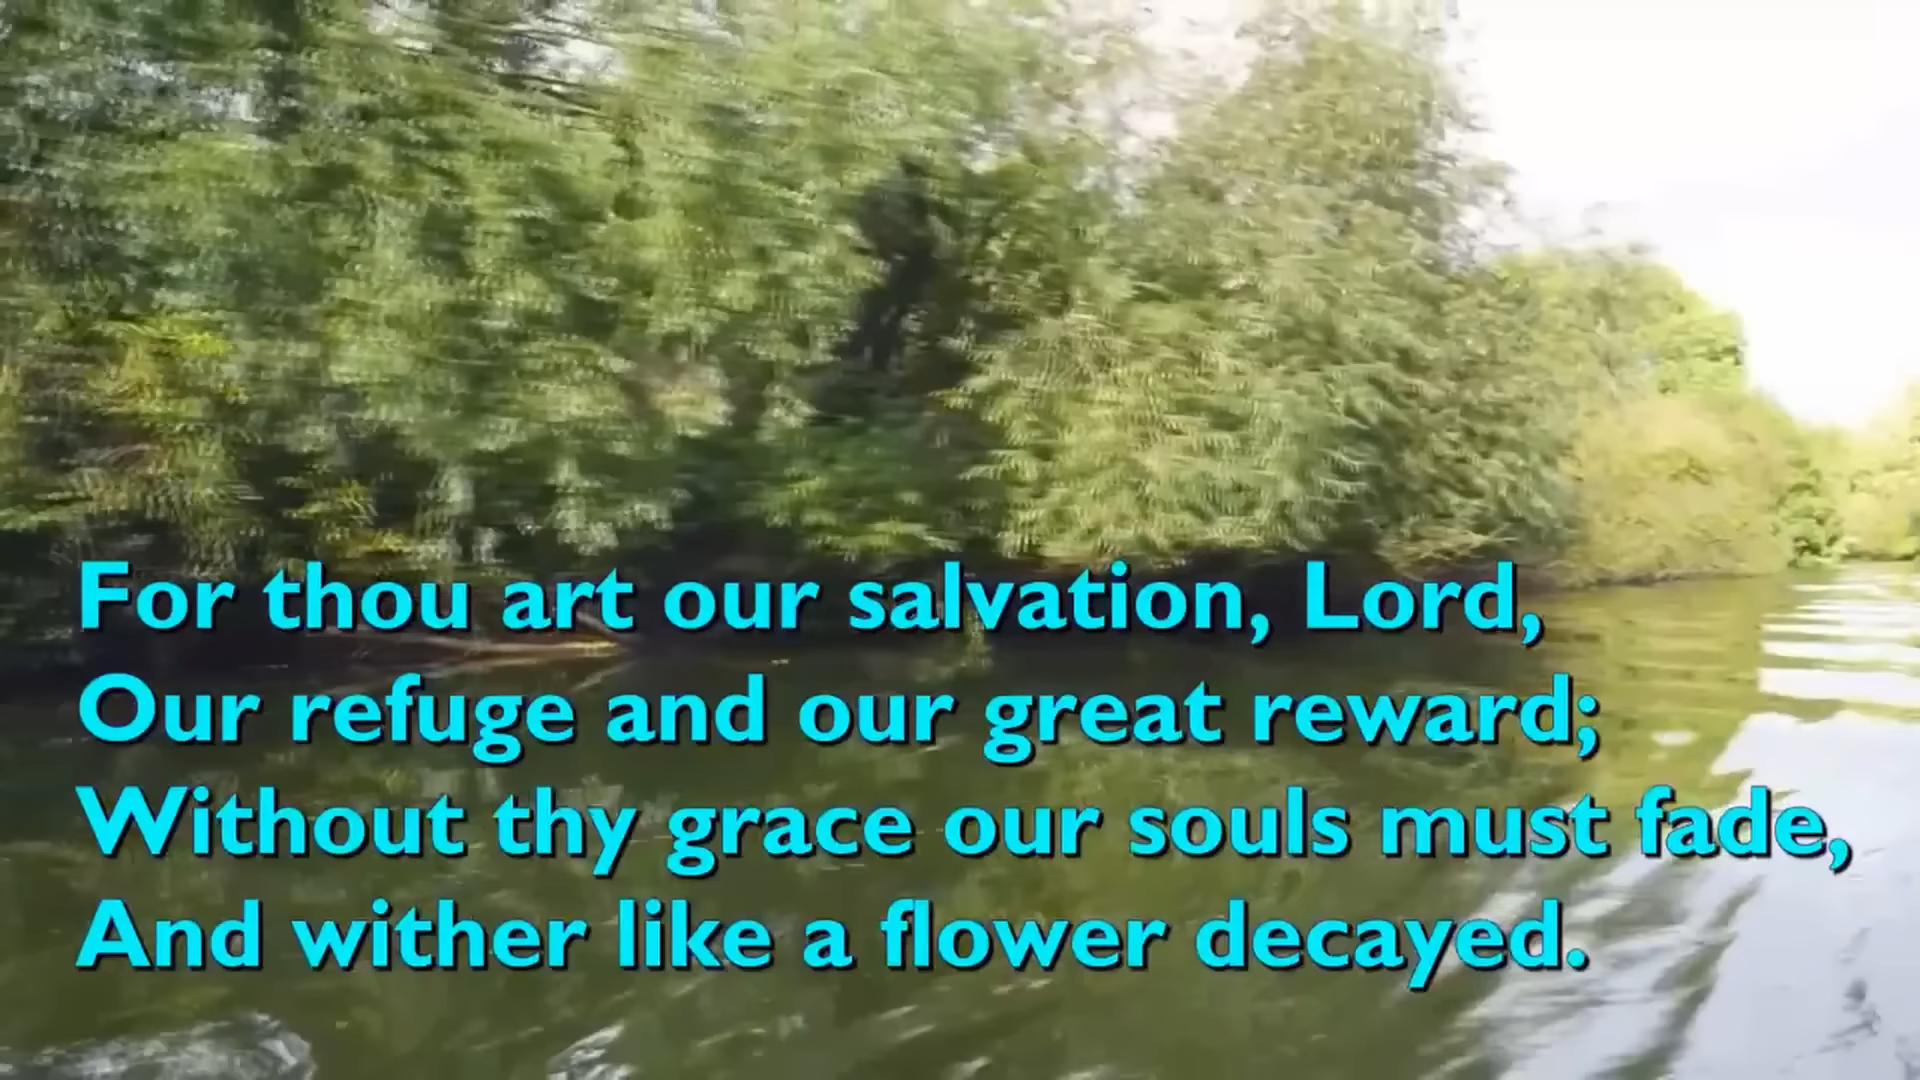 For thou art our salvation, Lord,
Our refuge and our great reward;
Without thy grace our souls must fade,
And wither like a flower decayed.